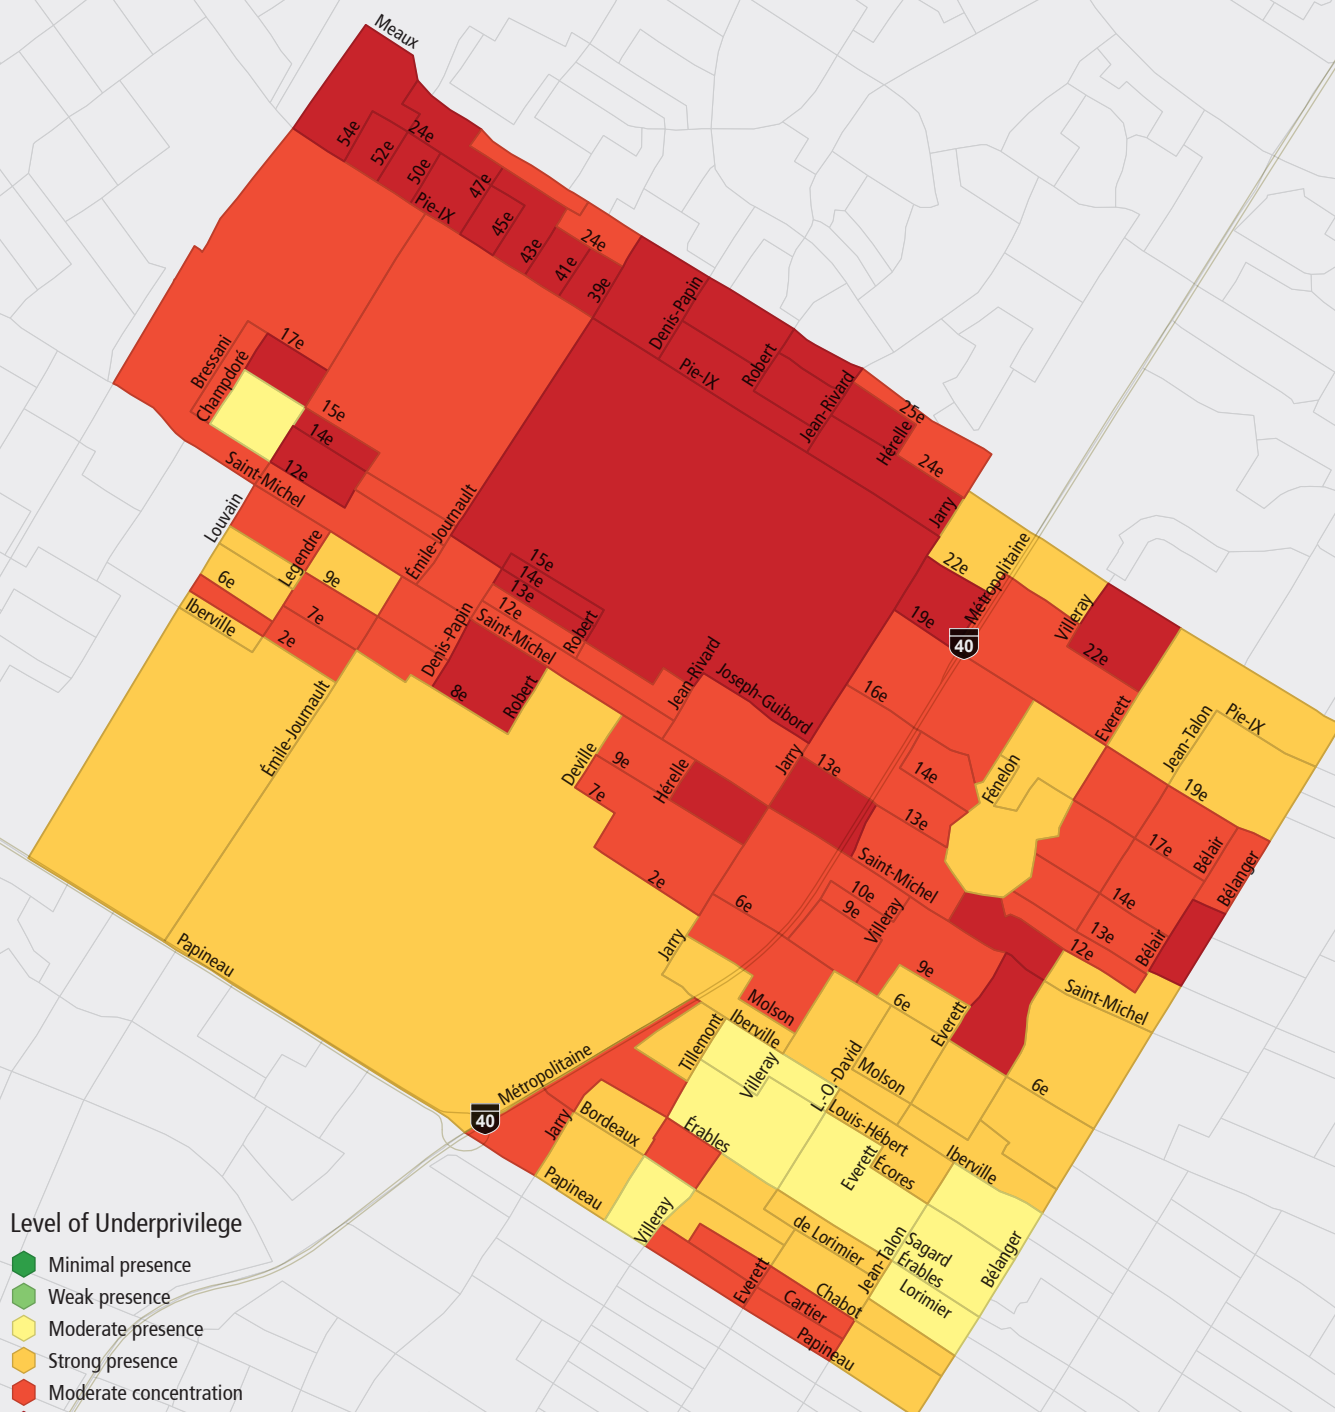 Meaux
54e
52e
24e
50e
47e
Pie-IX
45e
43e
24e
41e
39e
Denis-Papin
Pie-IX
Robert
Jean-Rivard
25e
Hérelle
24e
Jarry
Bressani
17e
Champdoré
15e
14e
12e
Saint-Michel
Louvain
Legendre
Émile-Journault
22e
Métropolitaine
6e
9e
15e
14e
13e
12e
7e
2e
Iberville
Denis-Papin
Saint-Michel
Robert
19e
Villeray
22e
40
8e
Robert
Jean-Rivard
Joseph-Guibord
16e
Everett
Jean-Talon
Pie-IX
Émile-Journault
Deville
9e
7e
Hérelle
Jarry
13e
14e
Fénelon
19e
13e
17e
Bélair
Bélanger
Saint-Michel
2e
6e
10e
9e
Villeray
14e
13e
Bélair
12e
Papineau
Jarry
9e
6e
Saint-Michel
Molson
Iberville
Everett
Tillemont
Villeray
L.-O.-David
Molson
6e
Métropolitaine
40
Jarry
Bordeaux
Érables
Louis-Hébert
Everett
Écores
Iberville
Papineau
Villeray
de Lorimier
Jean-Talon
Sagard
Érables
Lorimier
Bélanger
Everett
Cartier
Chabot
Papineau
Level of Underprivilege
Minimal presence
Weak presence
Moderate presence
Strong presence
Moderate concentration